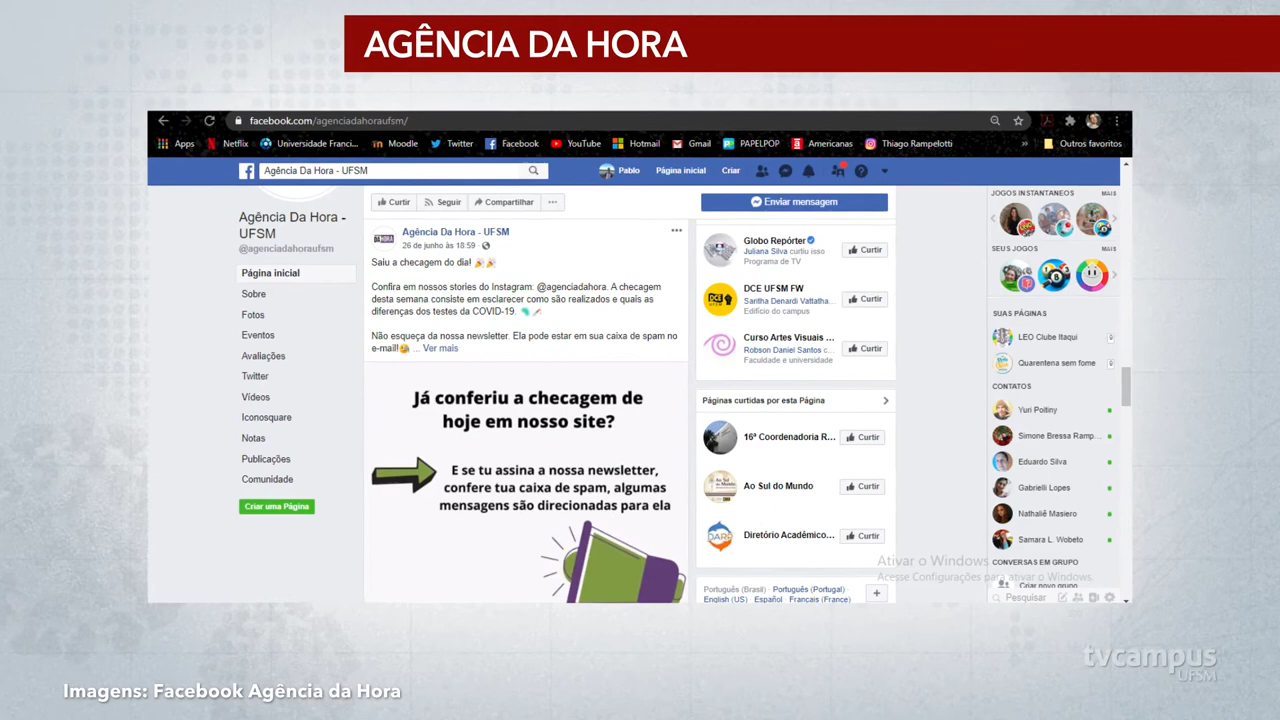 AGÊNCIA DA HORA
facebook.com/agenciadahoraufsm/
Apps
Netflix
Universidade Franci...
Moodle
Twitter
Facebook
YouTube
Hotmail
Gmail
PAPELPOP
Americanas
Thiago Rampelotti
»
Outros favoritos
Agência Da Hora - UFSM
Pablo
Página inicial
Criar
Agência Da Hora -
UFSM
@agenciadahoraufsm
Página inicial
Sobre
Fotos
Eventos
Avaliações
Twitter
Vídeos
Iconosquare
Notas
Publicações
Comunidade
Criar uma Página
Curtir
Seguir
Compartilhar
...
Agência Da Hora - UFSM
26 de junho às 18:59 ·
Saiu a checagem do dia! 🎉🎉
Confira em nossos stories do Instagram: @agenciadahora. A checagem
desta semana consiste em esclarecer como são realizados e quais as
diferenças dos testes da COVID-19.
Não esqueça da nossa newsletter. Ela pode estar em sua caixa de spam no
e-mail! ... Ver mais
Já conferiu a checagem de
hoje em nosso site?
E se tu assina a nossa newsletter,
confere tua caixa de spam, algumas
mensagens são direcionadas para ela
Enviar mensagem
Globo Repórter
Juliana Silva curtiu isso
Programa de TV
Curtir
DCE UFSM FW
Saritha Denardi Vattatha...
Edifício do campus
Curtir
Curso Artes Visuais ...
Robson Daniel Santos c...
Faculdade e universidade
Curtir
Páginas curtidas por esta Página
16ª Coordenadoria R...
Curtir
Ao Sul do Mundo
Curtir
Diretório Acadêmico...
Curtir
Português (Brasil) · Português (Portugal) ·
English (US) · Español · Français (France)
+
JOGOS INSTANTÂNEOS
MAIS
SEUS JOGOS
MAIS
SUAS PÁGINAS
LEO Clube Itaqui
0
Quarentena sem fome
0
CONTATOS
Yuri Poitiny
Simone Bressa Ramp...
Eduardo Silva
Gabrielli Lopes
Nathaliê Masiero
Samara L. Wobeto
CONVERSAS EM GRUPO
Criar novo grupo
Pesquisar
Ativar o Windows
Acesse Configurações para ativar o Windows.
tvcampus
UFSM
Imagens: Facebook Agência da Hora